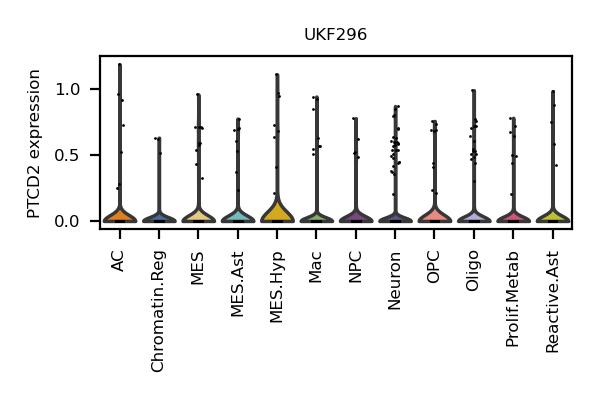 UKF296
PTCD2 expression
1.0
0.5
0.0
AC
Chromatin.Reg
MES
MES.Ast
MES.Hyp
Mac
NPC
Neuron
OPC
Oligo
Prolif.Metab
Reactive.Ast